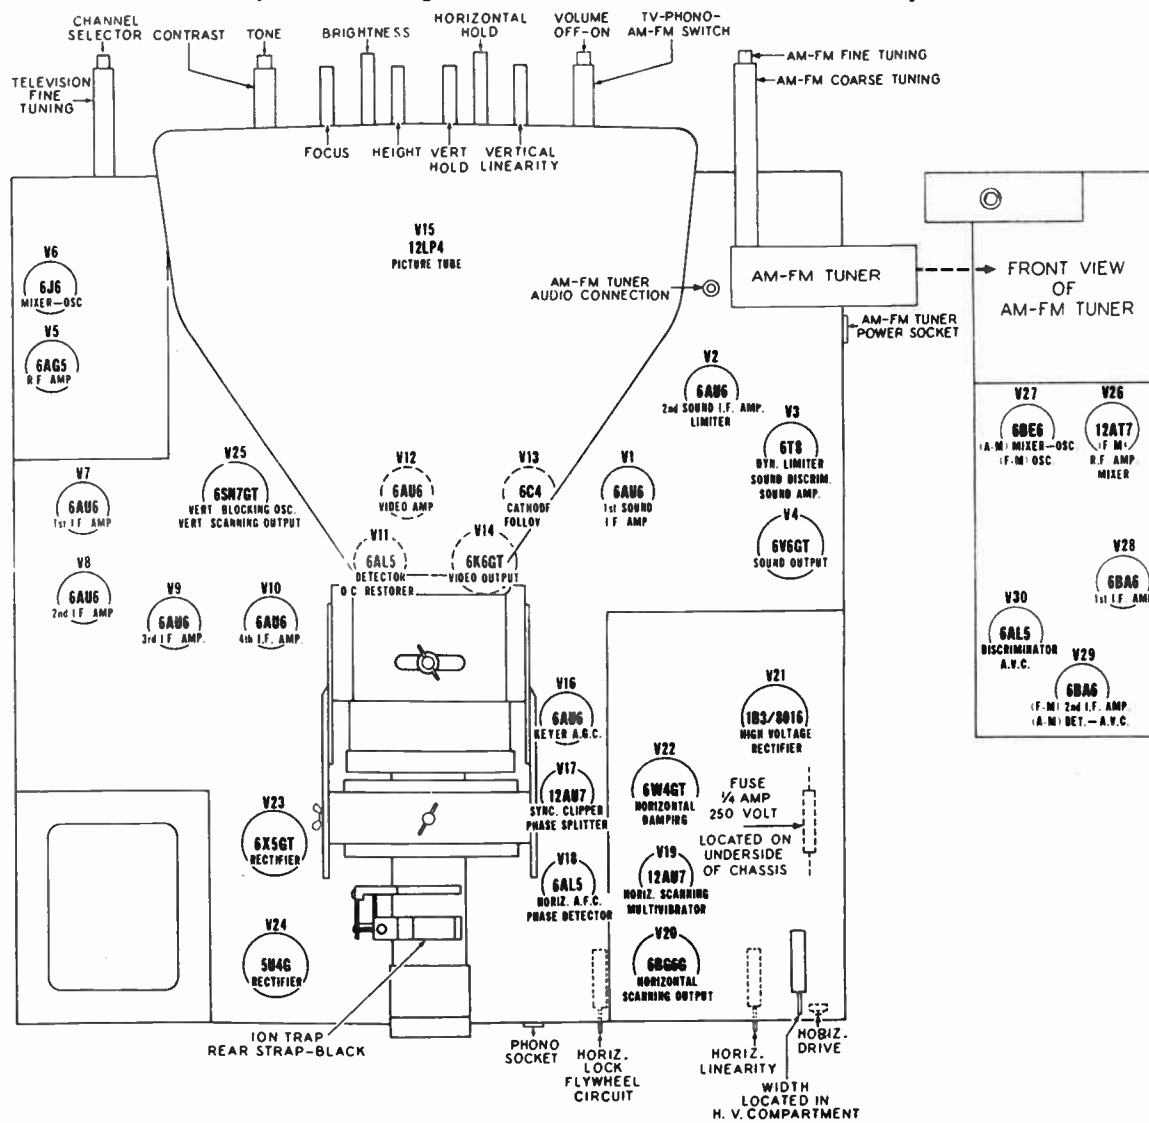 CHANNEL
SELECTOR
CONTRAST
TONE
BRIGHTNESS
HORIZONTAL
HOLD
VOLUME
OFF-ON
TV-PHONO-
AM-FM SWITCH
AM-FM FINE TUNING
AM-FM COARSE TUNING
TELEVISION
FINE
TUNING
FOCUS
HEIGHT
VERT
HOLD
VERTICAL
LINEARITY
V15
12LP4
PICTURE TUBE
V6
6J6
MIXER-OSC
V5
6AG5
R.F. AMP
AM-FM TUNER
AUDIO CONNECTION
AM-FM TUNER
FRONT VIEW
OF
AM-FM TUNER
AM-FM TUNER
POWER SOCKET
V2
6AU6
2nd SOUND I.F. AMP.
LIMITER
V3
6T8
DYN. LIMITER
SOUND DISCRIM.
SOUND AMP.
V27
6BE6
(A-M) MIXER-OSC.
(F-M) OSC.
V26
12AT7
(F M)
R.F. AMP.
MIXER
V7
6AU6
1st I.F. AMP
V25
6SN7GT
VERT BLOCKING OSC.
VERT SCANNING OUTPUT
V12
6AU6
VIDEO AMP
V13
6C4
CATHODE
FOLLOV
V1
6AU6
1st SOUND
I F AMP
V4
6V6GT
SOUND OUTPUT
V11
6AL5
DETECTOR
D.C. RESTORER
V14
6K6GT
VIDEO OUTPUT
V8
6AU6
2nd I.F. AMP
V9
6AU6
3rd I.F. AMP.
V10
6AU6
4th I.F. AMP.
V28
6BA6
1st I.F. AMP
V30
6AL5
DISCRIMINATOR
A.V.C.
V29
6BA6
(F-M) 2nd I.F. AMP.
(A-M) DET.-A.V.C.
V16
6AU6
KEYER A.G.C.
V21
1B3/8016
HIGH VOLTAGE
RECTIFIER
V22
6W4GT
HORIZONTAL
DAMPING
FUSE
1/4 AMP
250 VOLT
LOCATED ON
UNDERSIDE
OF CHASSIS
V17
12AU7
SYNC. CLIPPER
PHASE SPLITTER
V23
6X5GT
RECTIFIER
V18
6AL5
HORIZ. A.F.C.
PHASE DETECTOR
V19
12AU7
HORIZ. SCANNING
MULTIVIBRATOR
V24
5U4G
RECTIFIER
V20
6BG6G
HORIZONTAL
SCANNING OUTPUT
ION TRAP
REAR STRAP-BLACK
PHONO
SOCKET
HORIZ.
LOCK
FLYWHEEL
CIRCUIT
HORIZ.
LINEARITY
HORIZ.
DRIVE
WIDTH
LOCATED IN
H. V. COMPARTMENT